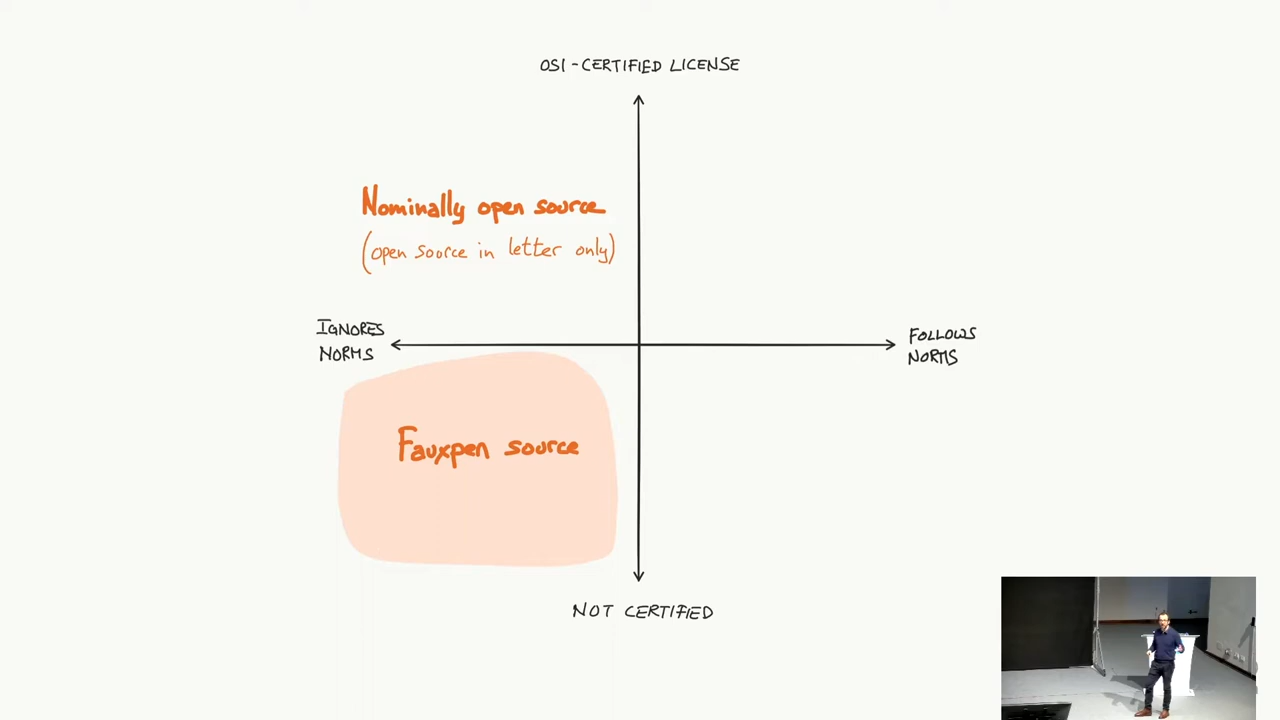 OSI-CERTIFIED LICENSE
Nominally open source
(open source in letter only)
IGNORES
NORMS
FOLLOWS
NORMS
Fauxpen source
NOT CERTIFIED